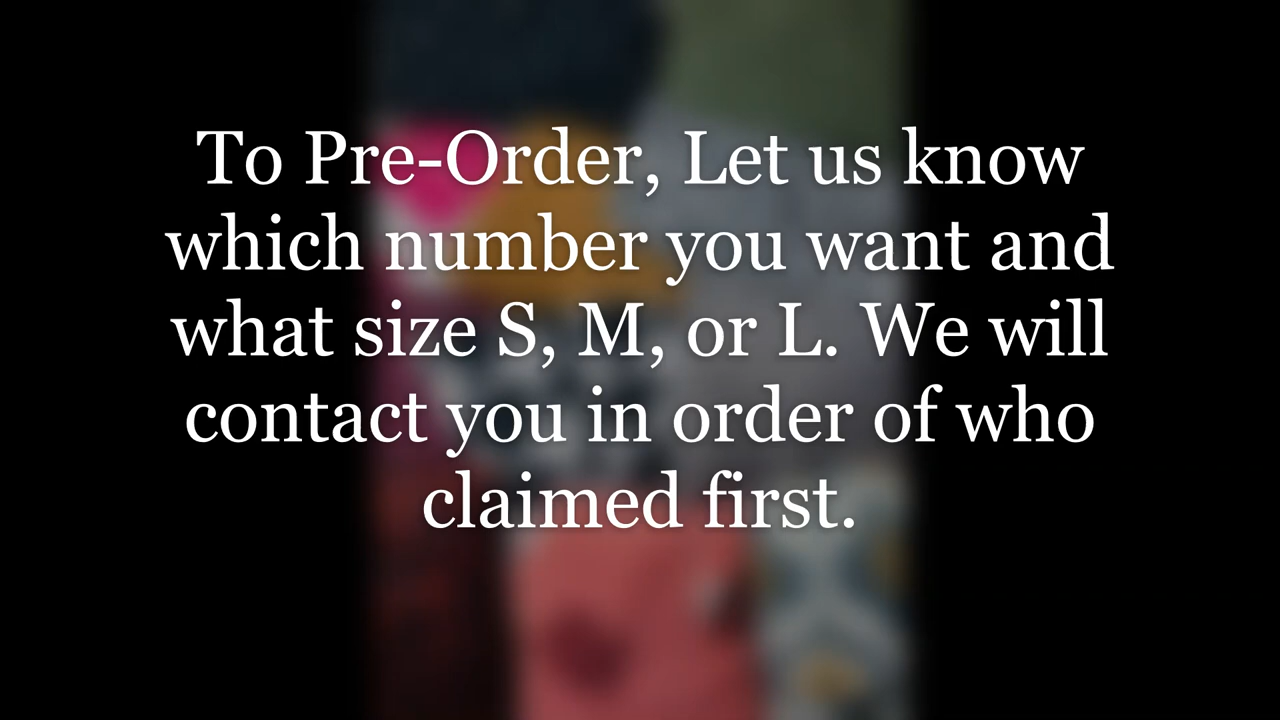 To Pre-Order, Let us know
which number you want and
what size S, M, or L. We will
contact you in order of who
claimed first.